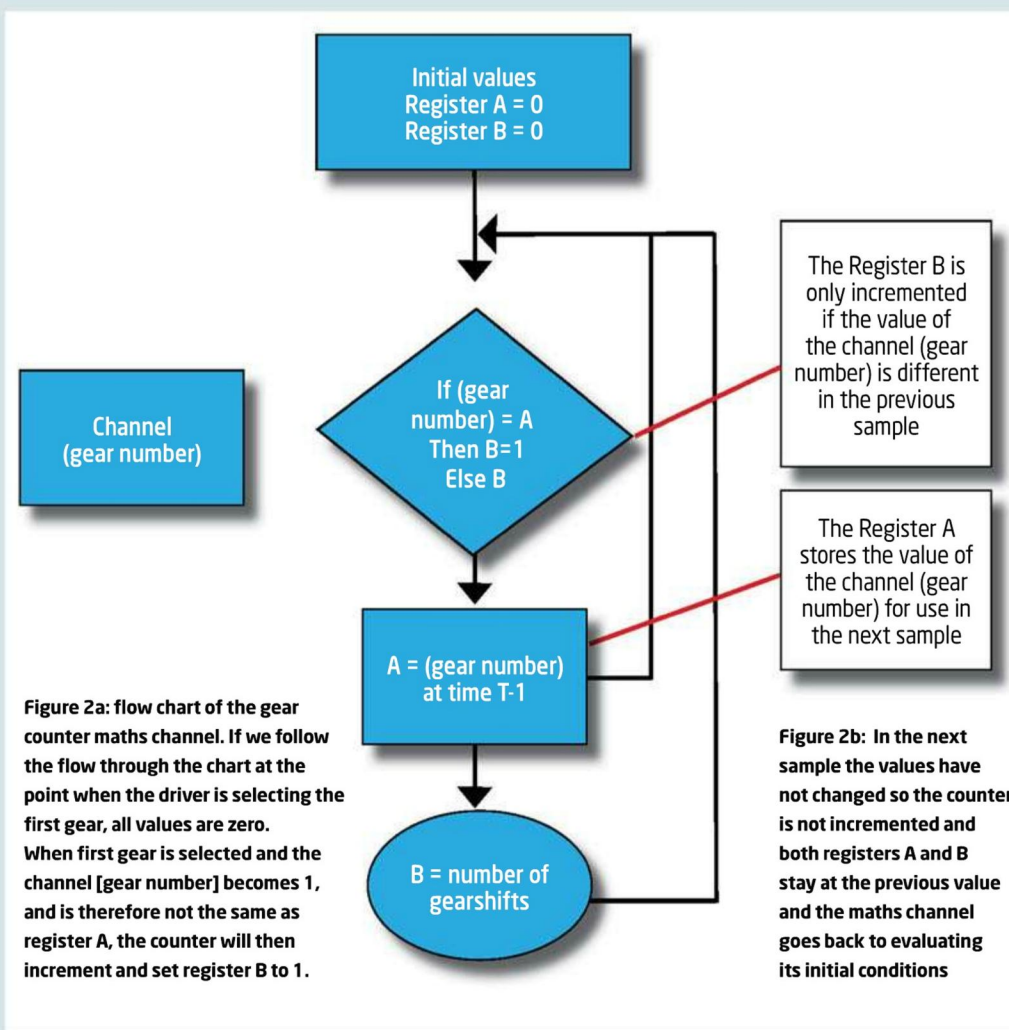 Initial values
Register A = 0
Register B = 0
Channel
(gear number)
If (gear
number) = A
Then B=1
Else B
The Register B is
only incremented
if the value of
the channel (gear
number) is different
in the previous
sample
The Register A
stores the value of
the channel (gear
number) for use in
the next sample
A = (gear number)
at time T-1
B = number of
gearshifts
Figure 2a: flow chart of the gear
counter maths channel. If we follow
the flow through the chart at the
point when the driver is selecting the
first gear, all values are zero.
When first gear is selected and the
channel [gear number] becomes 1,
and is therefore not the same as
register A, the counter will then
increment and set register B to 1.
Figure 2b: In the next
sample the values have
not changed so the counter
is not incremented and
both registers A and B
stay at the previous value
and the maths channel
goes back to evaluating
its initial conditions